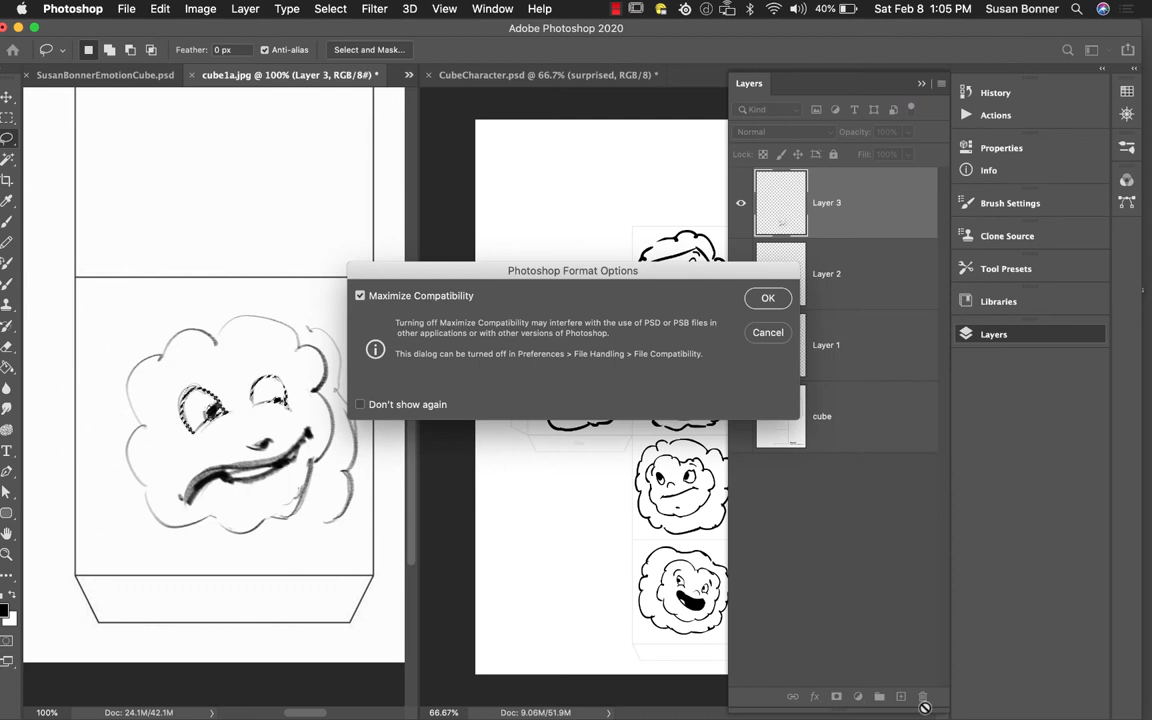 Photoshop File Edit Image Layer Type Select Filter 3D View Window Help 40% Sat Feb 8 1:05 PM Susan Bonner
Adobe Photoshop 2020
Feather: 0 px Anti-alias Select and Mask...
SusanBonnerEmotionCube.psd cube1a.jpg @ 100% (Layer 3, RGB/8#) * CubeCharacter.psd @ 66.7% (surprised, RGB/8) *
Layers
Kind
Normal Opacity: 100%
Lock: Fill: 100%
Layer 3
Layer 2
Layer 1
cube
History
Actions
Properties
Info
Brush Settings
Clone Source
Tool Presets
Libraries
Layers
Photoshop Format Options
Maximize Compatibility
Turning off Maximize Compatibility may interfere with the use of PSD or PSB files in
other applications or with other versions of Photoshop.
This dialog can be turned off in Preferences > File Handling > File Compatibility.
Don't show again
OK
Cancel
100% Doc: 24.1M/42.1M 66.67% Doc: 9.06M/51.9M